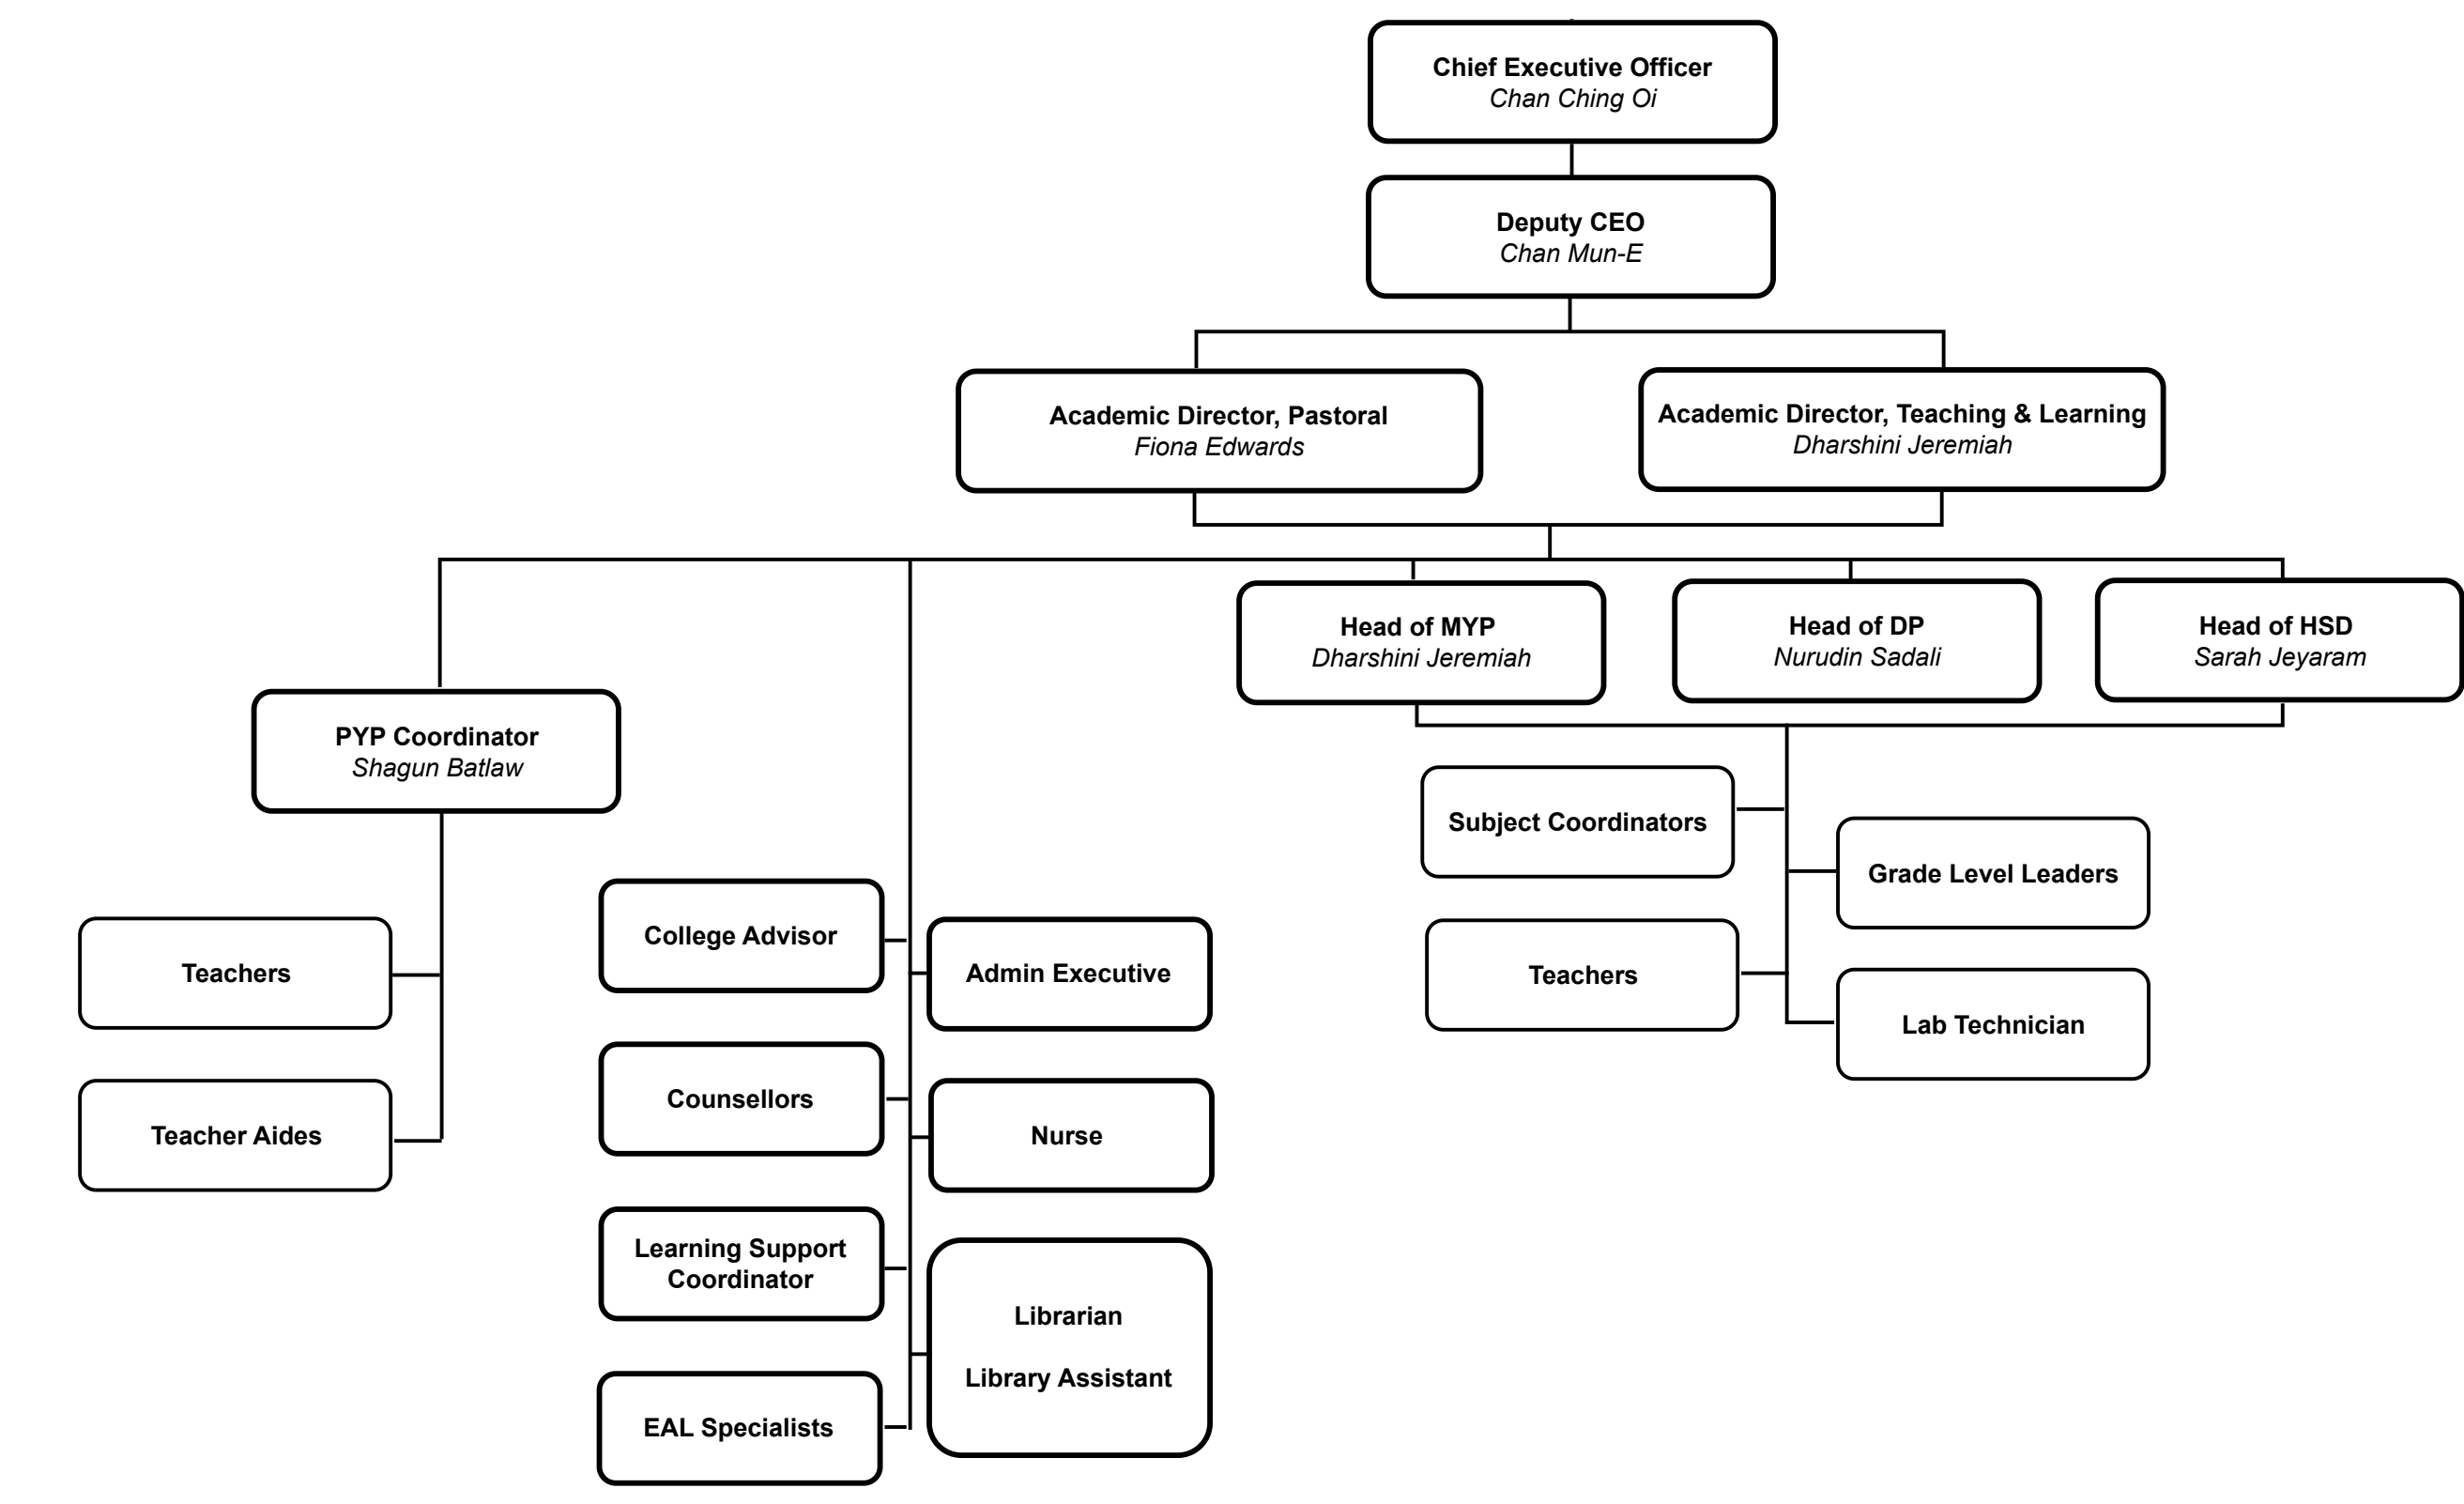 Chief Executive Officer
Chan Ching Oi
Deputy CEO
Chan Mun-E
Academic Director, Pastoral
Fiona Edwards
Academic Director, Teaching & Learning
Dharshini Jeremiah
Head of MYP
Dharshini Jeremiah
Head of DP
Nurudin Sadali
Head of HSD
Sarah Jeyaram
PYP Coordinator
Shagun Batlaw
Teachers
Teacher Aides
College Advisor
Counsellors
Learning Support
Coordinator
EAL Specialists
Admin Executive
Nurse
Librarian
Library Assistant
Subject Coordinators
Teachers
Grade Level Leaders
Lab Technician